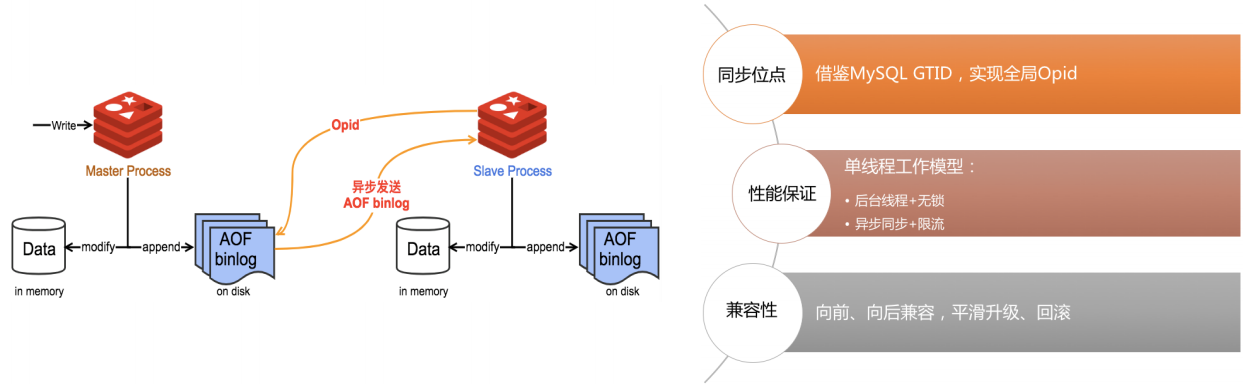 Write
Master Process
Opid
Slave Process
异步发送
AOF binlog
Data
modify
append
AOF
binlog
in memory
on disk
Data
modify
append
AOF
binlog
in memory
on disk
同步位点
借鉴MySQL GTID，实现全局Opid
性能保证
单线程工作模型：
• 后台线程+无锁
• 异步同步+限流
兼容性
向前、向后兼容，平滑升级、回滚